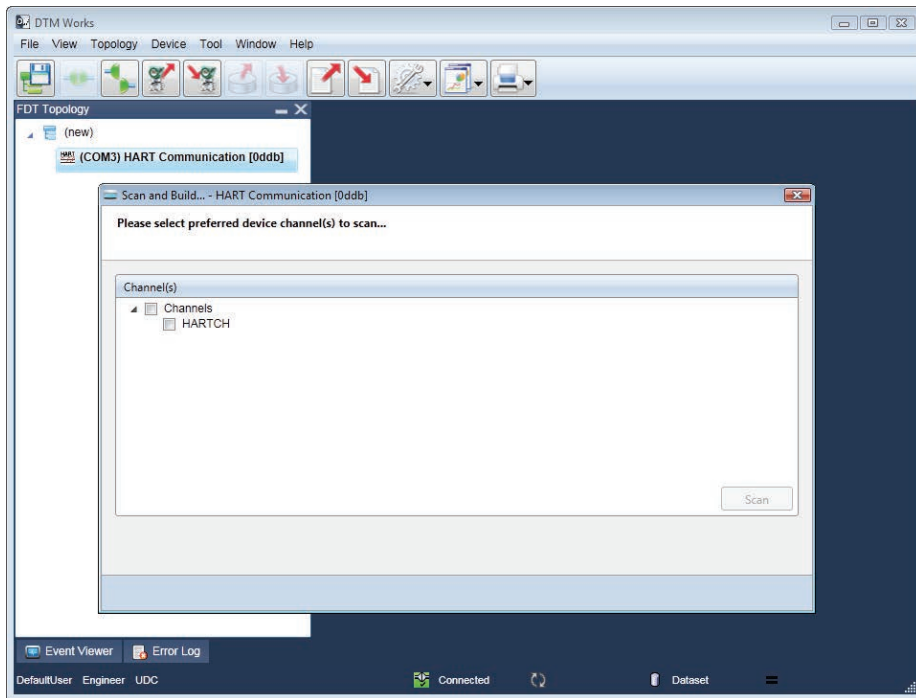 DTM Works
File View Topology Device Tool Window Help
FDT Topology
(new)
(COM3) HART Communication [0ddb]
Scan and Build... - HART Communication [0ddb]
Please select preferred device channel(s) to scan...
Channel(s)
Channels
HARTCH
Scan
Event Viewer Error Log
DefaultUser Engineer UDC Connected Dataset